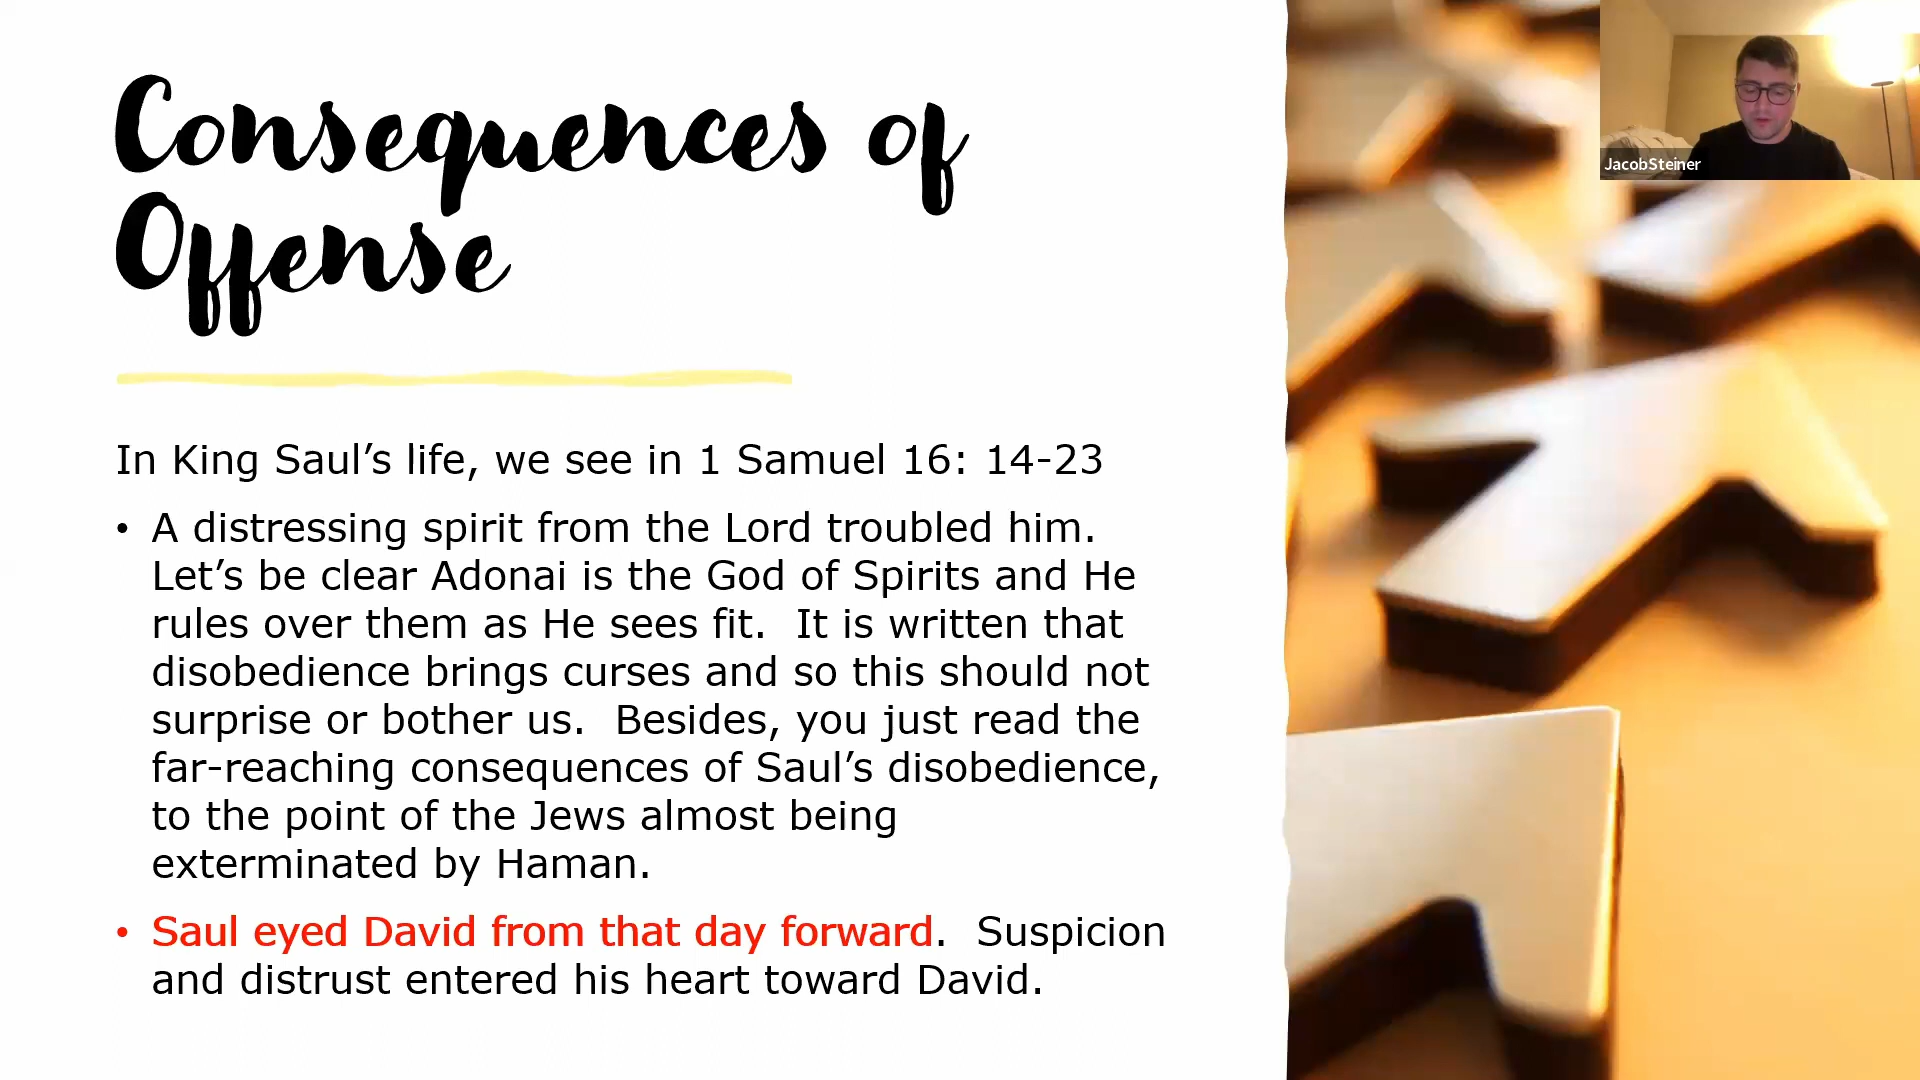 Consequences of
Offense
JacobSteiner
In King Saul’s life, we see in 1 Samuel 16: 14-23
• A distressing spirit from the Lord troubled him.
Let’s be clear Adonai is the God of Spirits and He
rules over them as He sees fit.  It is written that
disobedience brings curses and so this should not
surprise or bother us.  Besides, you just read the
far-reaching consequences of Saul’s disobedience,
to the point of the Jews almost being
exterminated by Haman.
• Saul eyed David from that day forward.  Suspicion
and distrust entered his heart toward David.